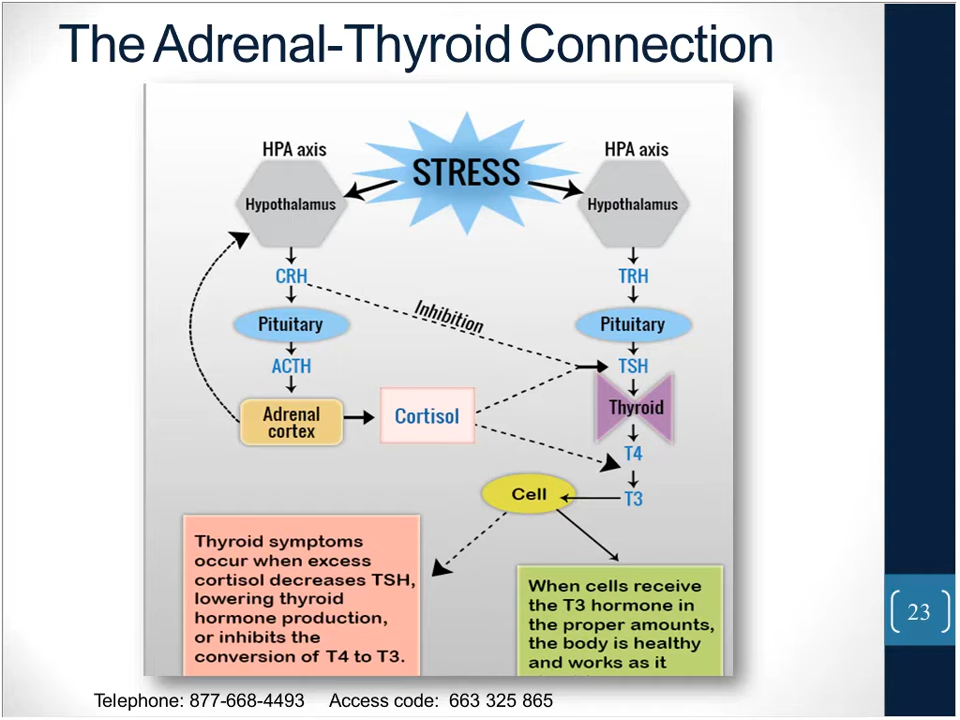 The Adrenal-Thyroid Connection
HPA axis
STRESS
HPA axis
Hypothalamus
Hypothalamus
CRH
TRH
Inhibition
Pituitary
Pituitary
ACTH
TSH
Adrenal
cortex
Cortisol
Thyroid
T4
Cell
T3
Thyroid symptoms
occur when excess
cortisol decreases TSH,
lowering thyroid
hormone production,
or inhibits the
conversion of T4 to T3.
When cells receive
the T3 hormone in
the proper amounts,
the body is healthy
and works as it
23
Telephone: 877-668-4493 Access code: 663 325 865